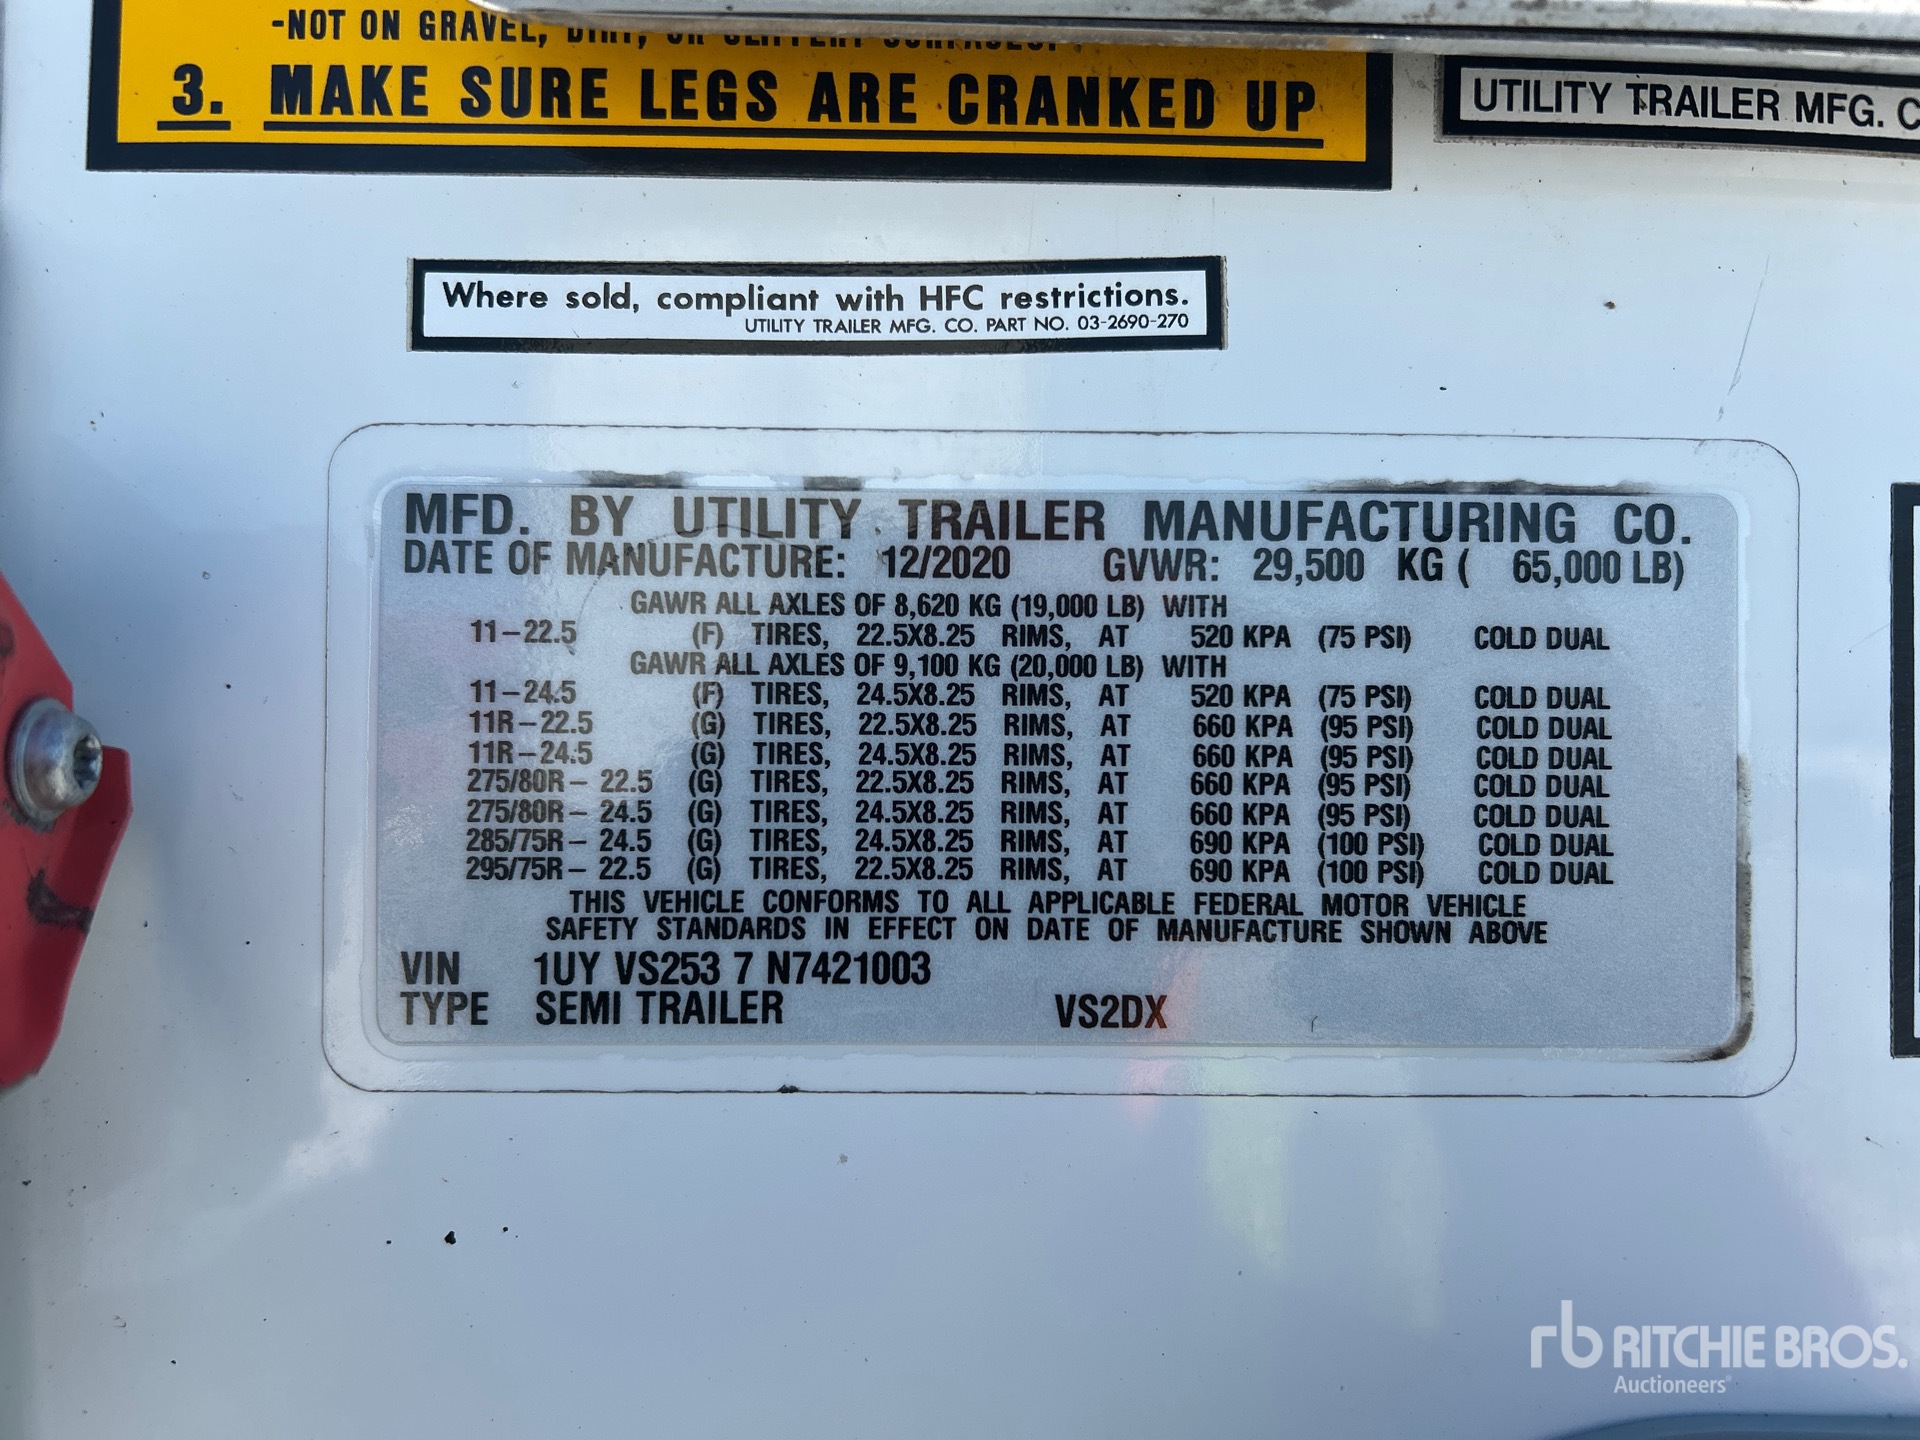 -NOT ON GRAVEL, DIRT, OR SLIPPERY SURFACES.
3. MAKE SURE LEGS ARE CRANKED UP
UTILITY TRAILER MFG. C
Where sold, compliant with HFC restrictions.
UTILITY TRAILER MFG. CO. PART NO. 03-2690-270
MFD. BY UTILITY TRAILER MANUFACTURING CO.
DATE OF MANUFACTURE: 12/2020 GVWR: 29,500 KG ( 65,000 LB)
GAWR ALL AXLES OF 8,620 KG (19,000 LB) WITH
11-22.5 (F) TIRES, 22.5X8.25 RIMS, AT 520 KPA (75 PSI) COLD DUAL
GAWR ALL AXLES OF 9,100 KG (20,000 LB) WITH
11-24.5 (F) TIRES, 24.5X8.25 RIMS, AT 520 KPA (75 PSI) COLD DUAL
11R-22.5 (G) TIRES, 22.5X8.25 RIMS, AT 660 KPA (95 PSI) COLD DUAL
11R-24.5 (G) TIRES, 24.5X8.25 RIMS, AT 660 KPA (95 PSI) COLD DUAL
275/80R- 22.5 (G) TIRES, 22.5X8.25 RIMS, AT 660 KPA (95 PSI) COLD DUAL
275/80R- 24.5 (G) TIRES, 24.5X8.25 RIMS, AT 660 KPA (95 PSI) COLD DUAL
285/75R- 24.5 (G) TIRES, 24.5X8.25 RIMS, AT 690 KPA (100 PSI) COLD DUAL
295/75R- 22.5 (G) TIRES, 22.5X8.25 RIMS, AT 690 KPA (100 PSI) COLD DUAL
THIS VEHICLE CONFORMS TO ALL APPLICABLE FEDERAL MOTOR VEHICLE
SAFETY STANDARDS IN EFFECT ON DATE OF MANUFACTURE SHOWN ABOVE
VIN 1UY VS253 7 N7421003
TYPE SEMI TRAILER VS2DX
rb RITCHIE BROS.
Auctioneers